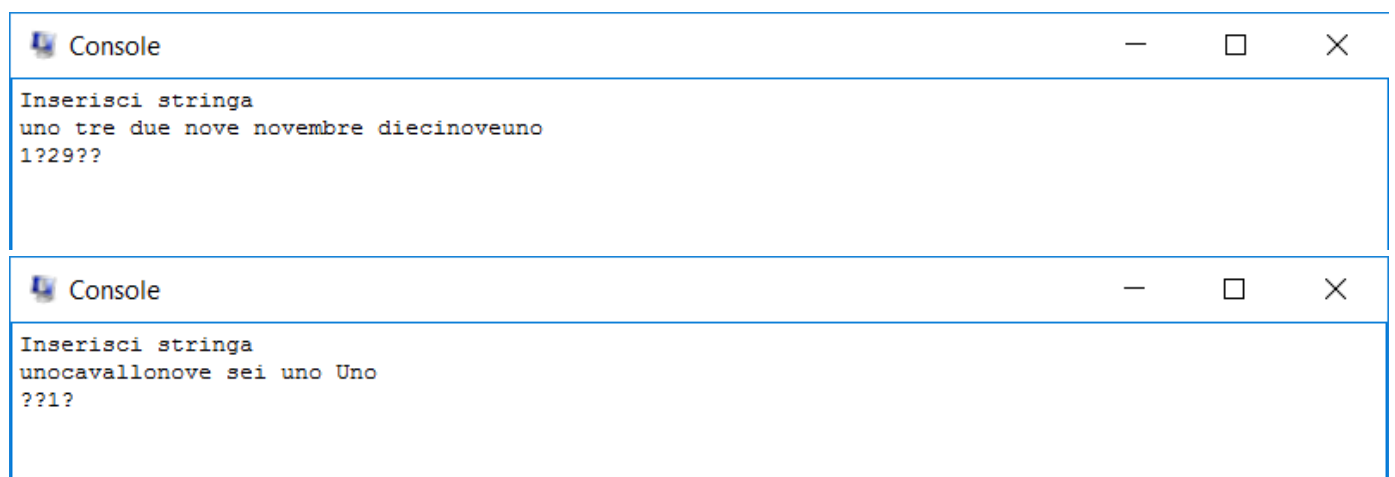 Console
Inserisci stringa
uno tre due nove novembre diecinoveuno
1?29??
Console
Inserisci stringa
unocavallonove sei uno Uno
??1?